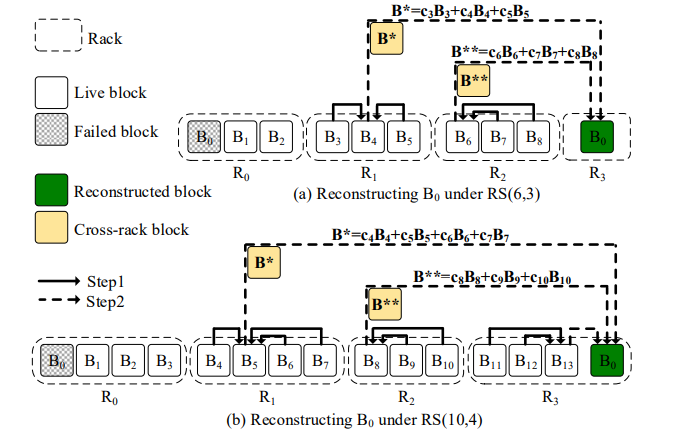 Rack
Live block
Failed block
Reconstructed block
Cross-rack block
Step1
Step2
B*=c₃B₃+c₄B₄+c₅B₅
B*
B**=c₆B₆+c₇B₇+c₈B₈
B**
B₀ B₁ B₂ B₃ B₄ B₅ B₆ B₇ B₈ B₀
R₀ R₁ R₂ R₃
(a) Reconstructing B₀ under RS(6,3)
B*=c₄B₄+c₅B₅+c₆B₆+c₇B₇
B*
B**=c₈B₈+c₉B₉+c₁₀B₁₀
B**
B₀ B₁ B₂ B₃ B₄ B₅ B₆ B₇ B₈ B₉ B₁₀ B₁₁ B₁₂ B₁₃ B₀
R₀ R₁ R₂ R₃
(b) Reconstructing B₀ under RS(10,4)